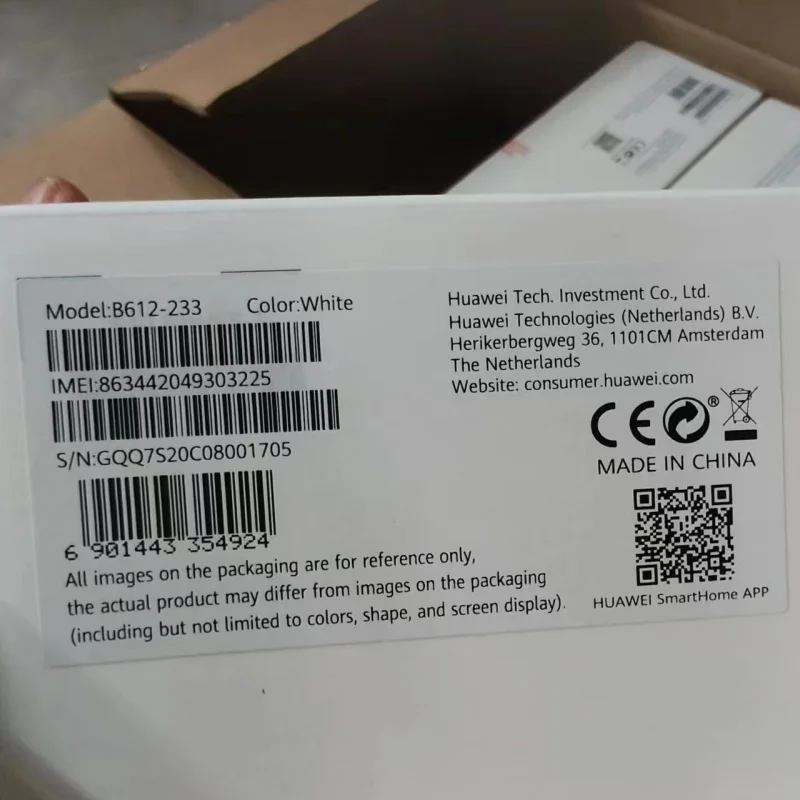 Model:B612-233 Color:White
IMEI:863442049303225
S/N:GQQ7S20C08001705
6 901443 354924
All images on the packaging are for reference only,
the actual product may differ from images on the packaging
(including but not limited to colors, shape, and screen display).
Huawei Tech. Investment Co., Ltd.
Huawei Technologies (Netherlands) B.V.
Herikerbergweg 36, 1101CM Amsterdam
The Netherlands
Website: consumer.huawei.com
CE ®
MADE IN CHINA
HUAWEI SmartHome APP